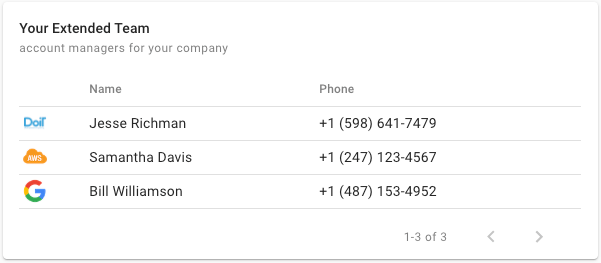 Your Extended Team
account managers for your company
Name Phone
DoiT Jesse Richman +1 (598) 641-7479
AWS Samantha Davis +1 (247) 123-4567
Bill Williamson +1 (487) 153-4952
1-3 of 3